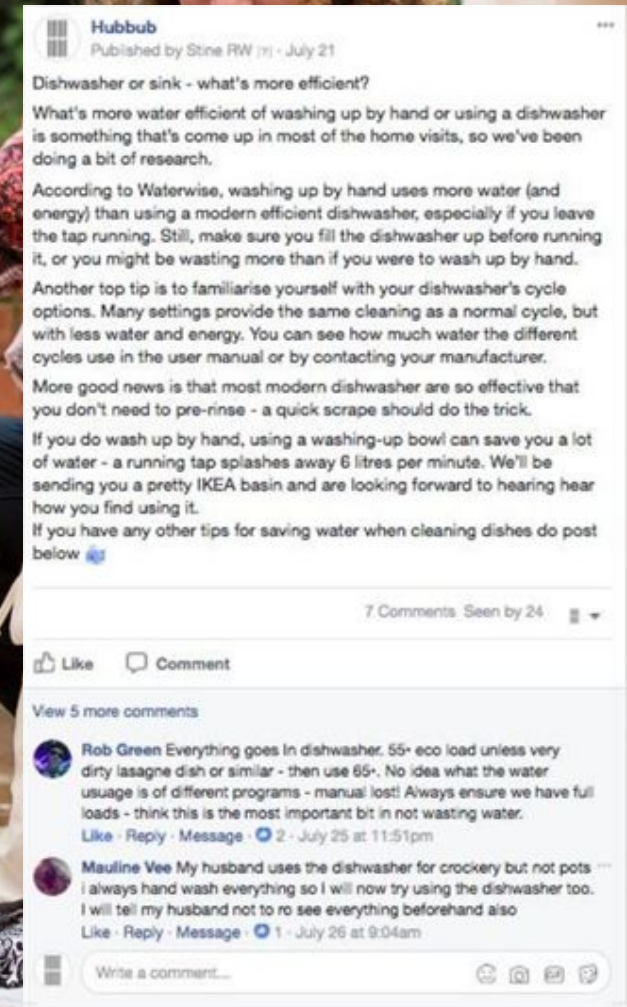 Hubbub
Published by Stine RW [?] · July 21
Dishwasher or sink - what's more efficient?
What's more water efficient of washing up by hand or using a dishwasher
is something that's come up in most of the home visits, so we've been
doing a bit of research.
According to Waterwise, washing up by hand uses more water (and
energy) than using a modern efficient dishwasher, especially if you leave
the tap running. Still, make sure you fill the dishwasher up before running
it, or you might be wasting more than if you were to wash up by hand.
Another top tip is to familiarise yourself with your dishwasher's cycle
options. Many settings provide the same cleaning as a normal cycle, but
with less water and energy. You can see how much water the different
cycles use in the user manual or by contacting your manufacturer.
More good news is that most modern dishwasher are so effective that
you don't need to pre-rinse - a quick scrape should do the trick.
If you do wash up by hand, using a washing-up bowl can save you a lot
of water - a running tap splashes away 6 litres per minute. We'll be
sending you a pretty IKEA basin and are looking forward to hearing hear
how you find using it.
If you have any other tips for saving water when cleaning dishes do post
below
7 Comments Seen by 24
Like Comment
View 5 more comments
Rob Green Everything goes In dishwasher. 55• eco load unless very
dirty lasagne dish or similar - then use 65•. No idea what the water
usuage is of different programs - manual lost! Always ensure we have full
loads - think this is the most important bit in not wasting water.
Like · Reply · Message · 2 · July 25 at 11:51pm
Mauline Vee My husband uses the dishwasher for crockery but not pots
i always hand wash everything so I will now try using the dishwasher too.
I will tell my husband not to ro see everything beforehand also
Like · Reply · Message · 1 · July 26 at 9:04am
Write a comment...